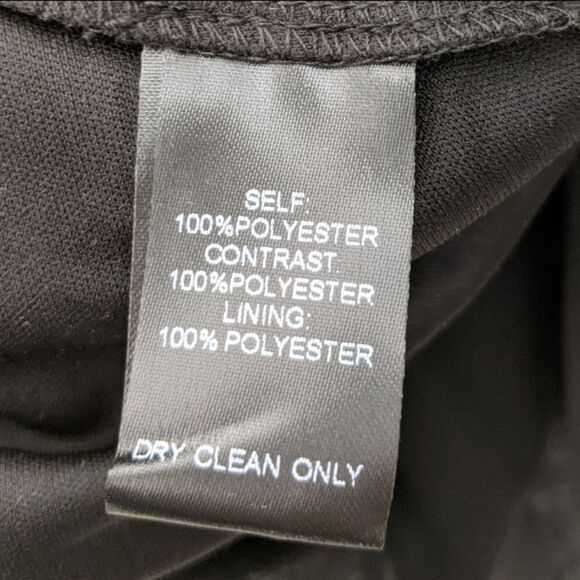 SELF:
100%POLYESTER
CONTRAST:
100%POLYESTER
LINING:
100% POLYESTER
DRY CLEAN ONLY